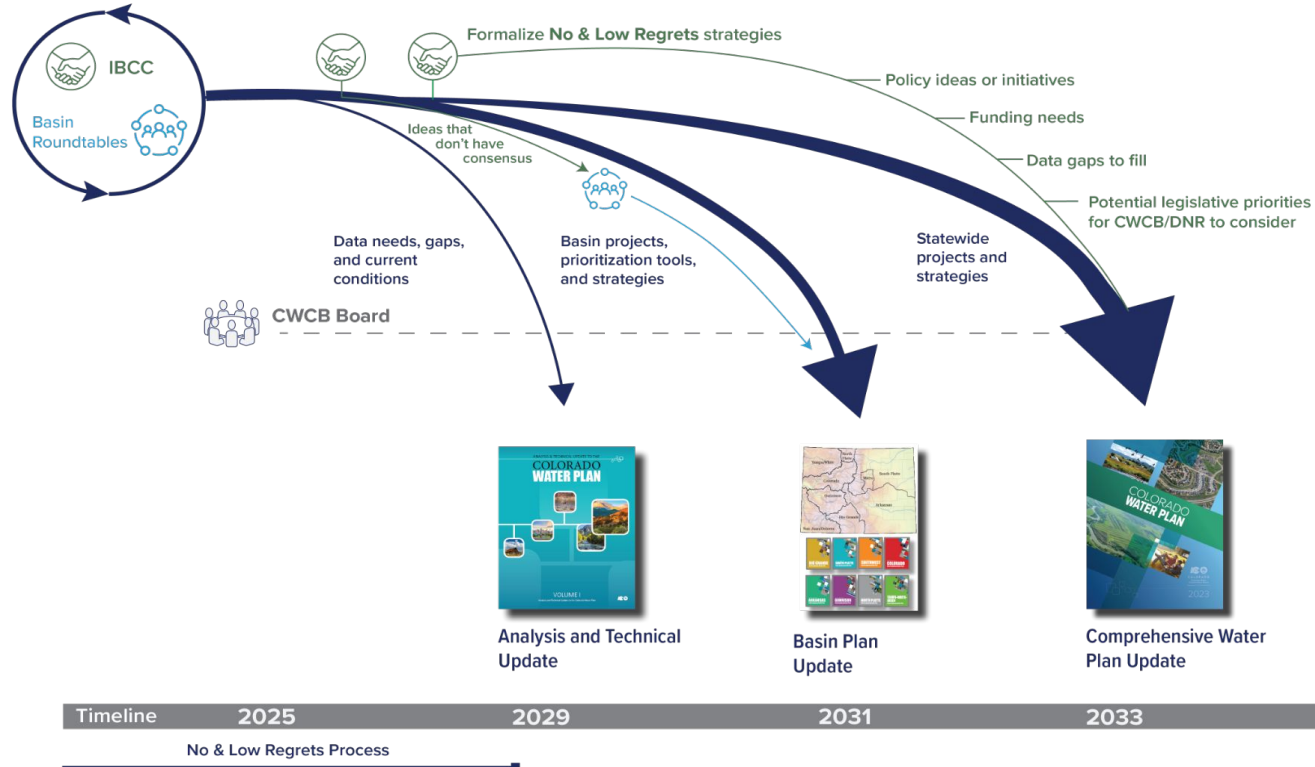 Formalize No & Low Regrets strategies
IBCC
Basin
Roundtables
Ideas that
don't have
consensus
Policy ideas or initiatives
Funding needs
Data gaps to fill
Potential legislative priorities
for CWCB/DNR to consider
Data needs, gaps,
and current
conditions
Basin projects,
prioritization tools,
and strategies
Statewide
projects and
strategies
CWCB Board
COLORADO
WATER PLAN
VOLUME I
COLORADO
WATER PLAN
2023
Analysis and Technical
Update
Basin Plan
Update
Comprehensive Water
Plan Update
Timeline
2025
2029
2031
2033
No & Low Regrets Process